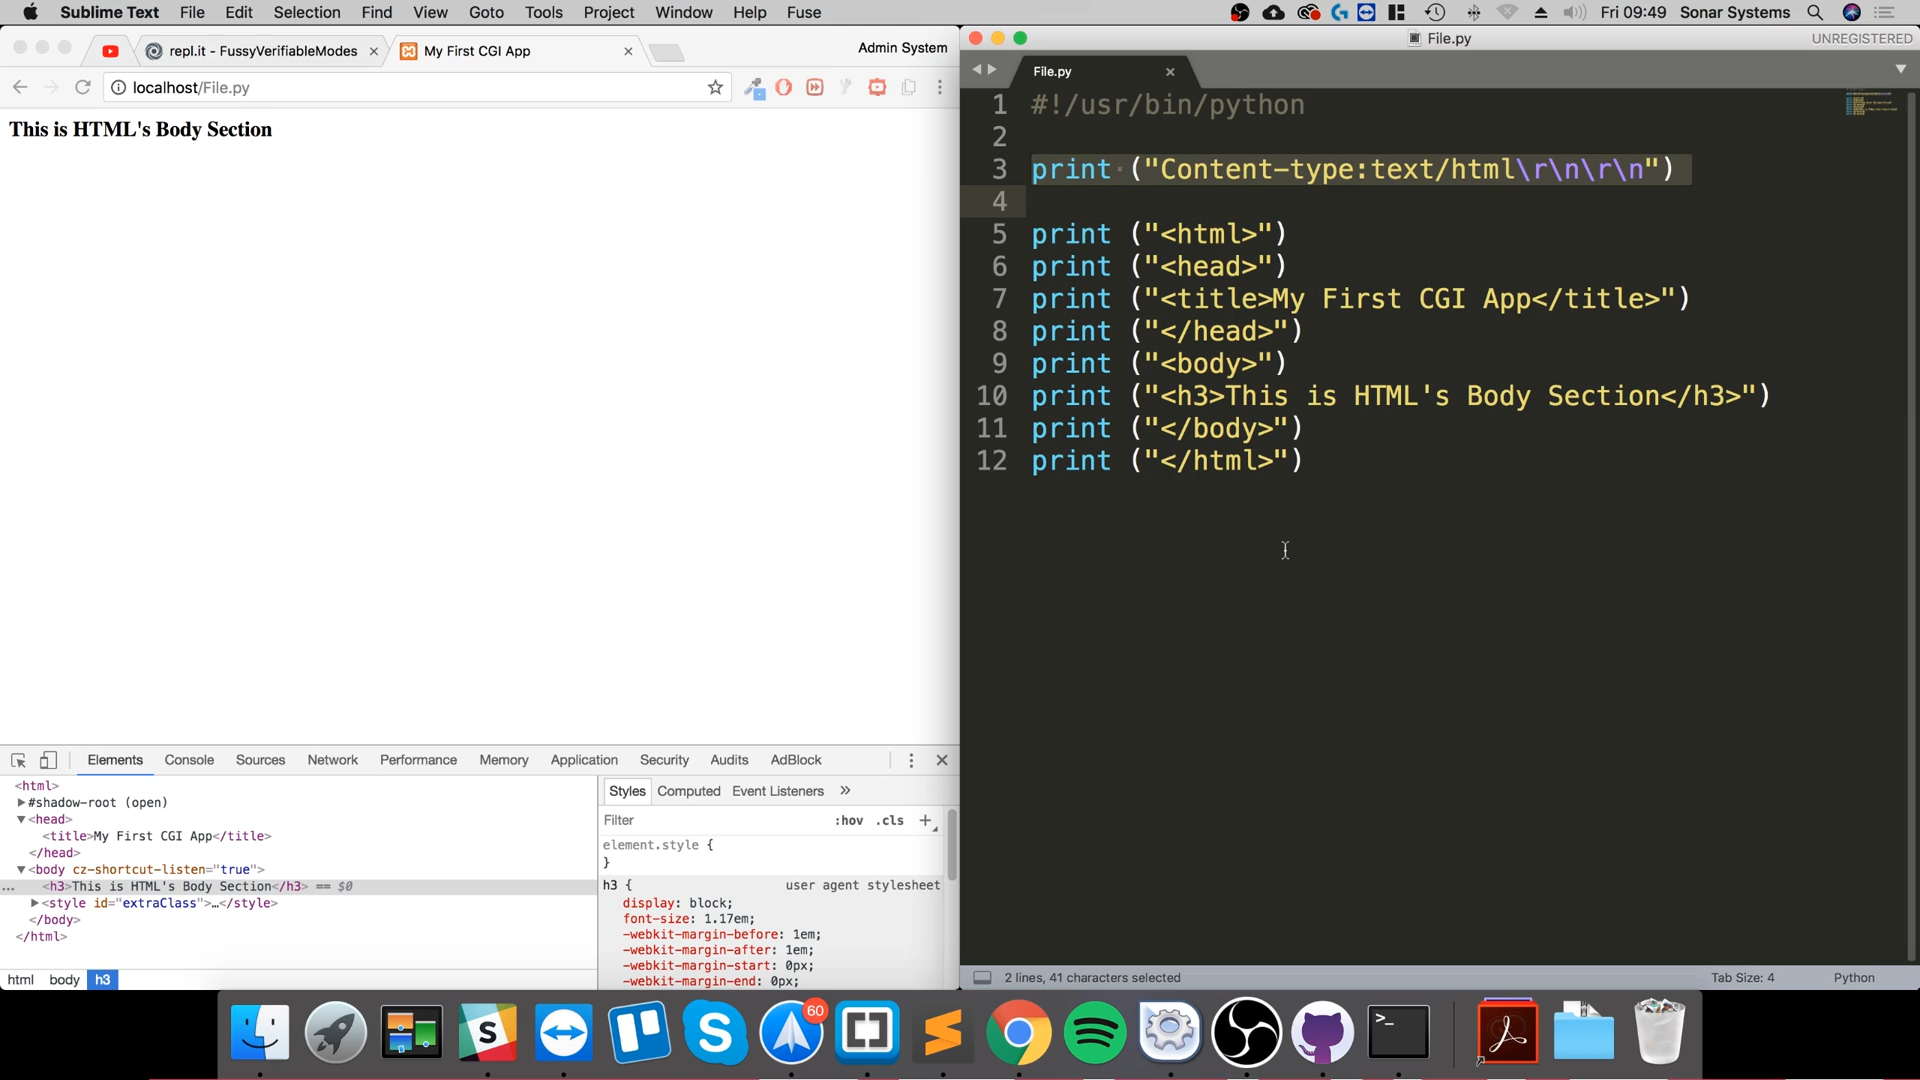 Sublime Text File Edit Selection Find View Goto Tools Project Window Help Fuse Fri 09:49 Sonar Systems
repl.it - FussyVerifiableModes
My First CGI App
Admin System
localhost/File.py
This is HTML's Body Section
File.py
UNREGISTERED
File.py
1 #!/usr/bin/python
2
3 print ("Content-type:text/html\r\n\r\n")
4
5 print ("<html>")
6 print ("<head>")
7 print ("<title>My First CGI App</title>")
8 print ("</head>")
9 print ("<body>")
10 print ("<h3>This is HTML's Body Section</h3>")
11 print ("</body>")
12 print ("</html>")
Elements Console Sources Network Performance Memory Application Security Audits AdBlock
<html>
#shadow-root (open)
<head>
<title>My First CGI App</title>
</head>
<body cz-shortcut-listen="true">
... <h3>This is HTML's Body Section</h3> == $0
<style id="extraClass">…</style>
</body>
</html>
html body h3
Styles Computed Event Listeners »
Filter :hov .cls +
element.style {
}
h3 { user agent stylesheet
display: block;
font-size: 1.17em;
-webkit-margin-before: 1em;
-webkit-margin-after: 1em;
-webkit-margin-start: 0px;
-webkit-margin-end: 0px;
2 lines, 41 characters selected
Tab Size: 4
Python
60